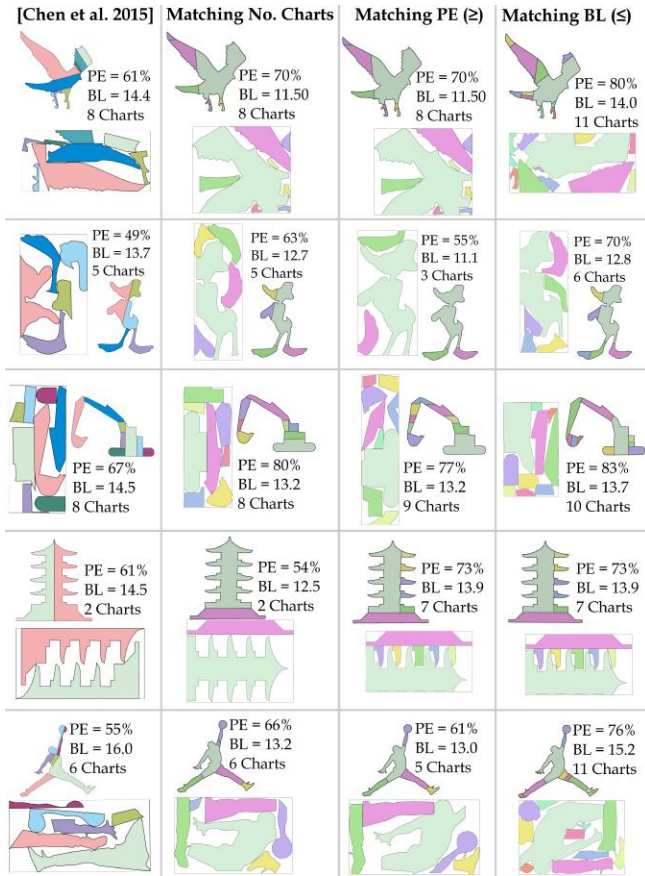 [Chen et al. 2015]
Matching No. Charts
Matching PE (≥)
Matching BL (≤)
PE = 61%
BL = 14.4
8 Charts
PE = 70%
BL = 11.50
8 Charts
PE = 70%
BL = 11.50
8 Charts
PE = 80%
BL = 14.0
11 Charts
PE = 49%
BL = 13.7
5 Charts
PE = 63%
BL = 12.7
5 Charts
PE = 55%
BL = 11.1
3 Charts
PE = 70%
BL = 12.8
6 Charts
PE = 67%
BL = 14.5
8 Charts
PE = 80%
BL = 13.2
8 Charts
PE = 77%
BL = 13.2
9 Charts
PE = 83%
BL = 13.7
10 Charts
PE = 61%
BL = 14.5
2 Charts
PE = 54%
BL = 12.5
2 Charts
PE = 73%
BL = 13.9
7 Charts
PE = 73%
BL = 13.9
7 Charts
PE = 55%
BL = 16.0
6 Charts
PE = 66%
BL = 13.2
6 Charts
PE = 61%
BL = 13.0
5 Charts
PE = 76%
BL = 15.2
11 Charts